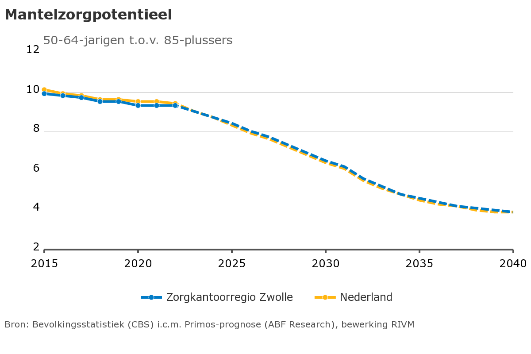 Mantelzorgpotentieel
50-64-jarigen t.o.v. 85-plussers
12
10
8
6
4
2
2015 2020 2025 2030 2035 2040
Zorgkantoorregio Zwolle Nederland
Bron: Bevolkingsstatistiek (CBS) i.c.m. Primos-prognose (ABF Research), bewerking RIVM